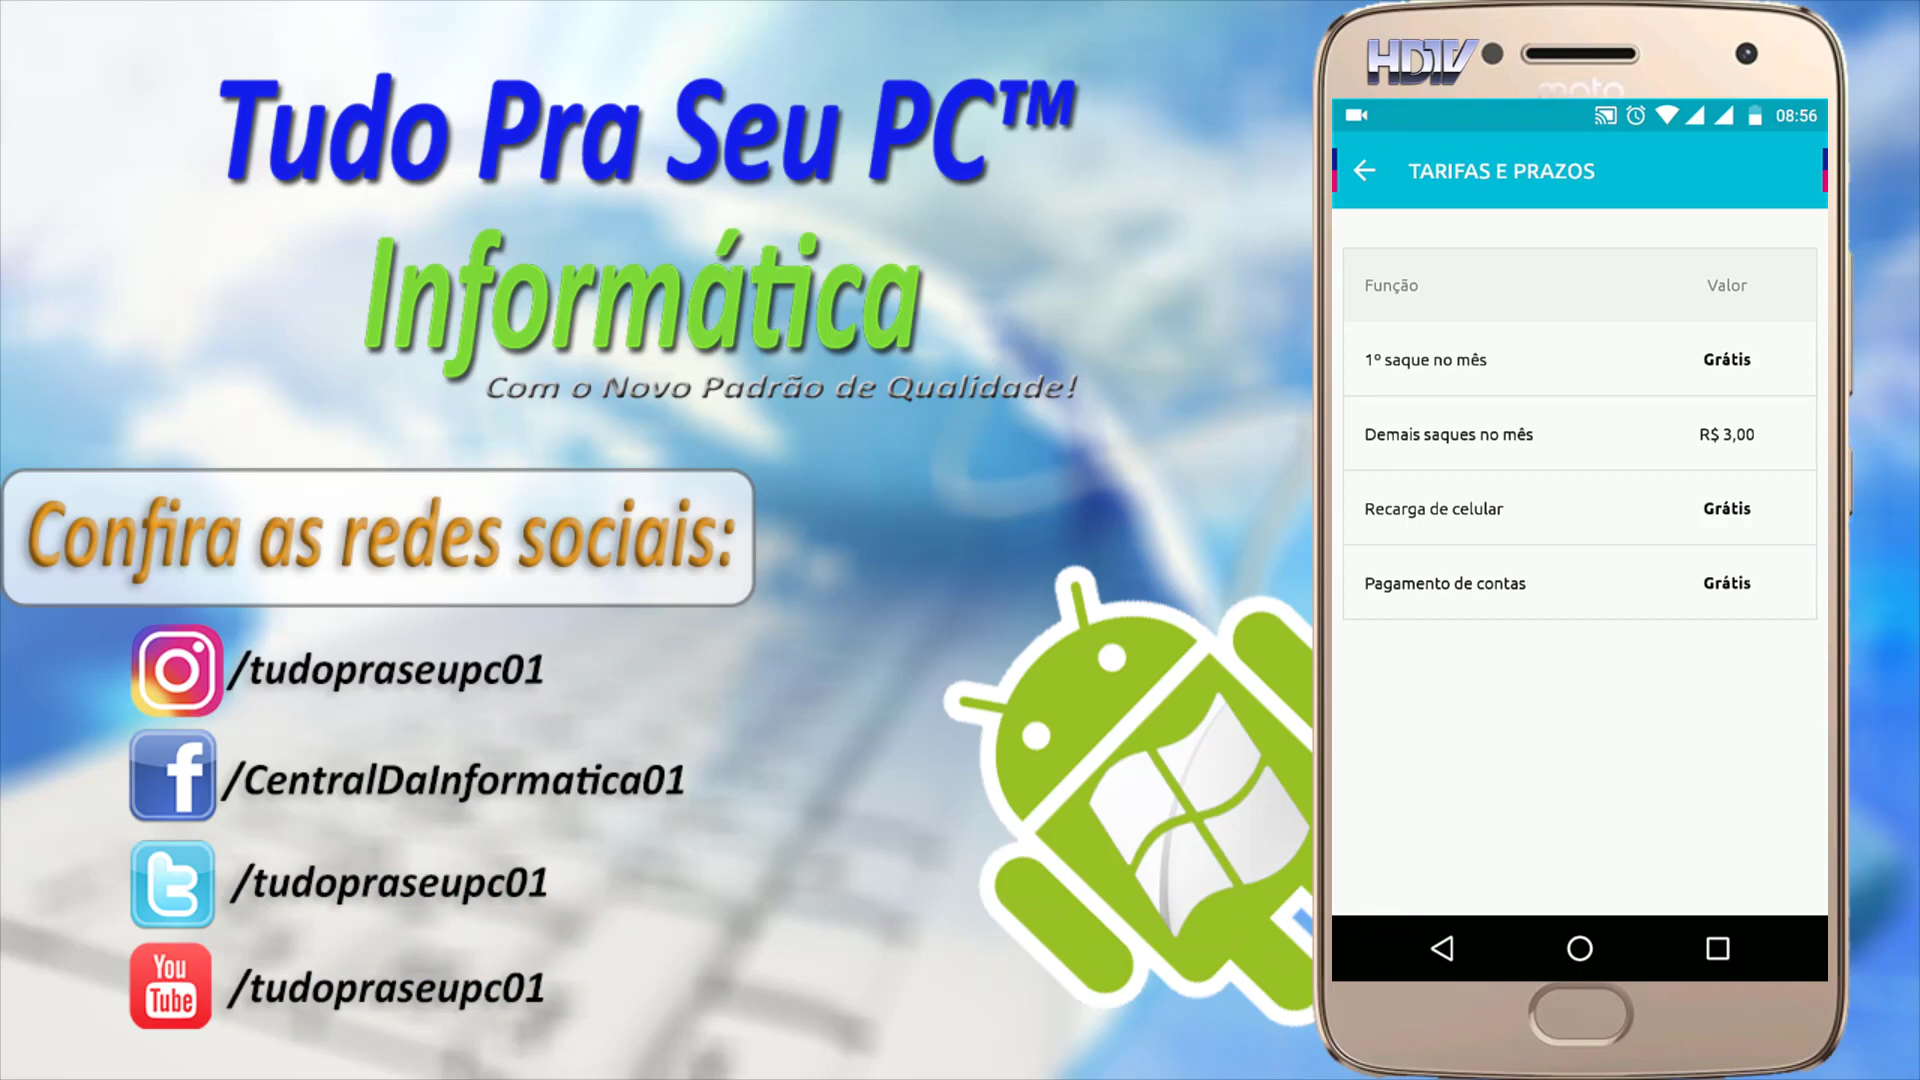 Tudo Pra Seu PC™
Informática
Com o Novo Padrão de Qualidade!
Confira as redes sociais:
/tudopraseupc01
/CentralDaInformatica01
/tudopraseupc01
You
Tube
/tudopraseupc01
HDTV
moto
08:56
TARIFAS E PRAZOS
Função Valor
1º saque no mês Grátis
Demais saques no mês R$ 3,00
Recarga de celular Grátis
Pagamento de contas Grátis